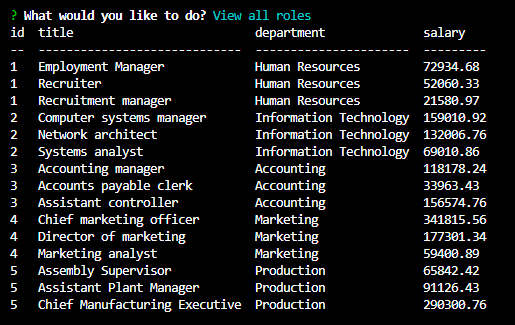 ? What would you like to do? View all roles
id  title                          department              salary
--  -----------------------------  ----------------------  ---------
1   Employment Manager             Human Resources         72934.68
1   Recruiter                      Human Resources         52060.33
1   Recruitment manager            Human Resources         21580.97
2   Computer systems manager       Information Technology  159010.92
2   Network architect              Information Technology  132006.76
2   Systems analyst                Information Technology  69010.86
3   Accounting manager             Accounting              118178.24
3   Accounts payable clerk         Accounting              33963.43
3   Assistant controller           Accounting              156574.76
4   Chief marketing officer        Marketing               341815.56
4   Director of marketing          Marketing               177301.34
4   Marketing analyst              Marketing               59400.89
5   Assembly Supervisor            Production              65842.42
5   Assistant Plant Manager        Production              91126.43
5   Chief Manufacturing Executive  Production              290300.76